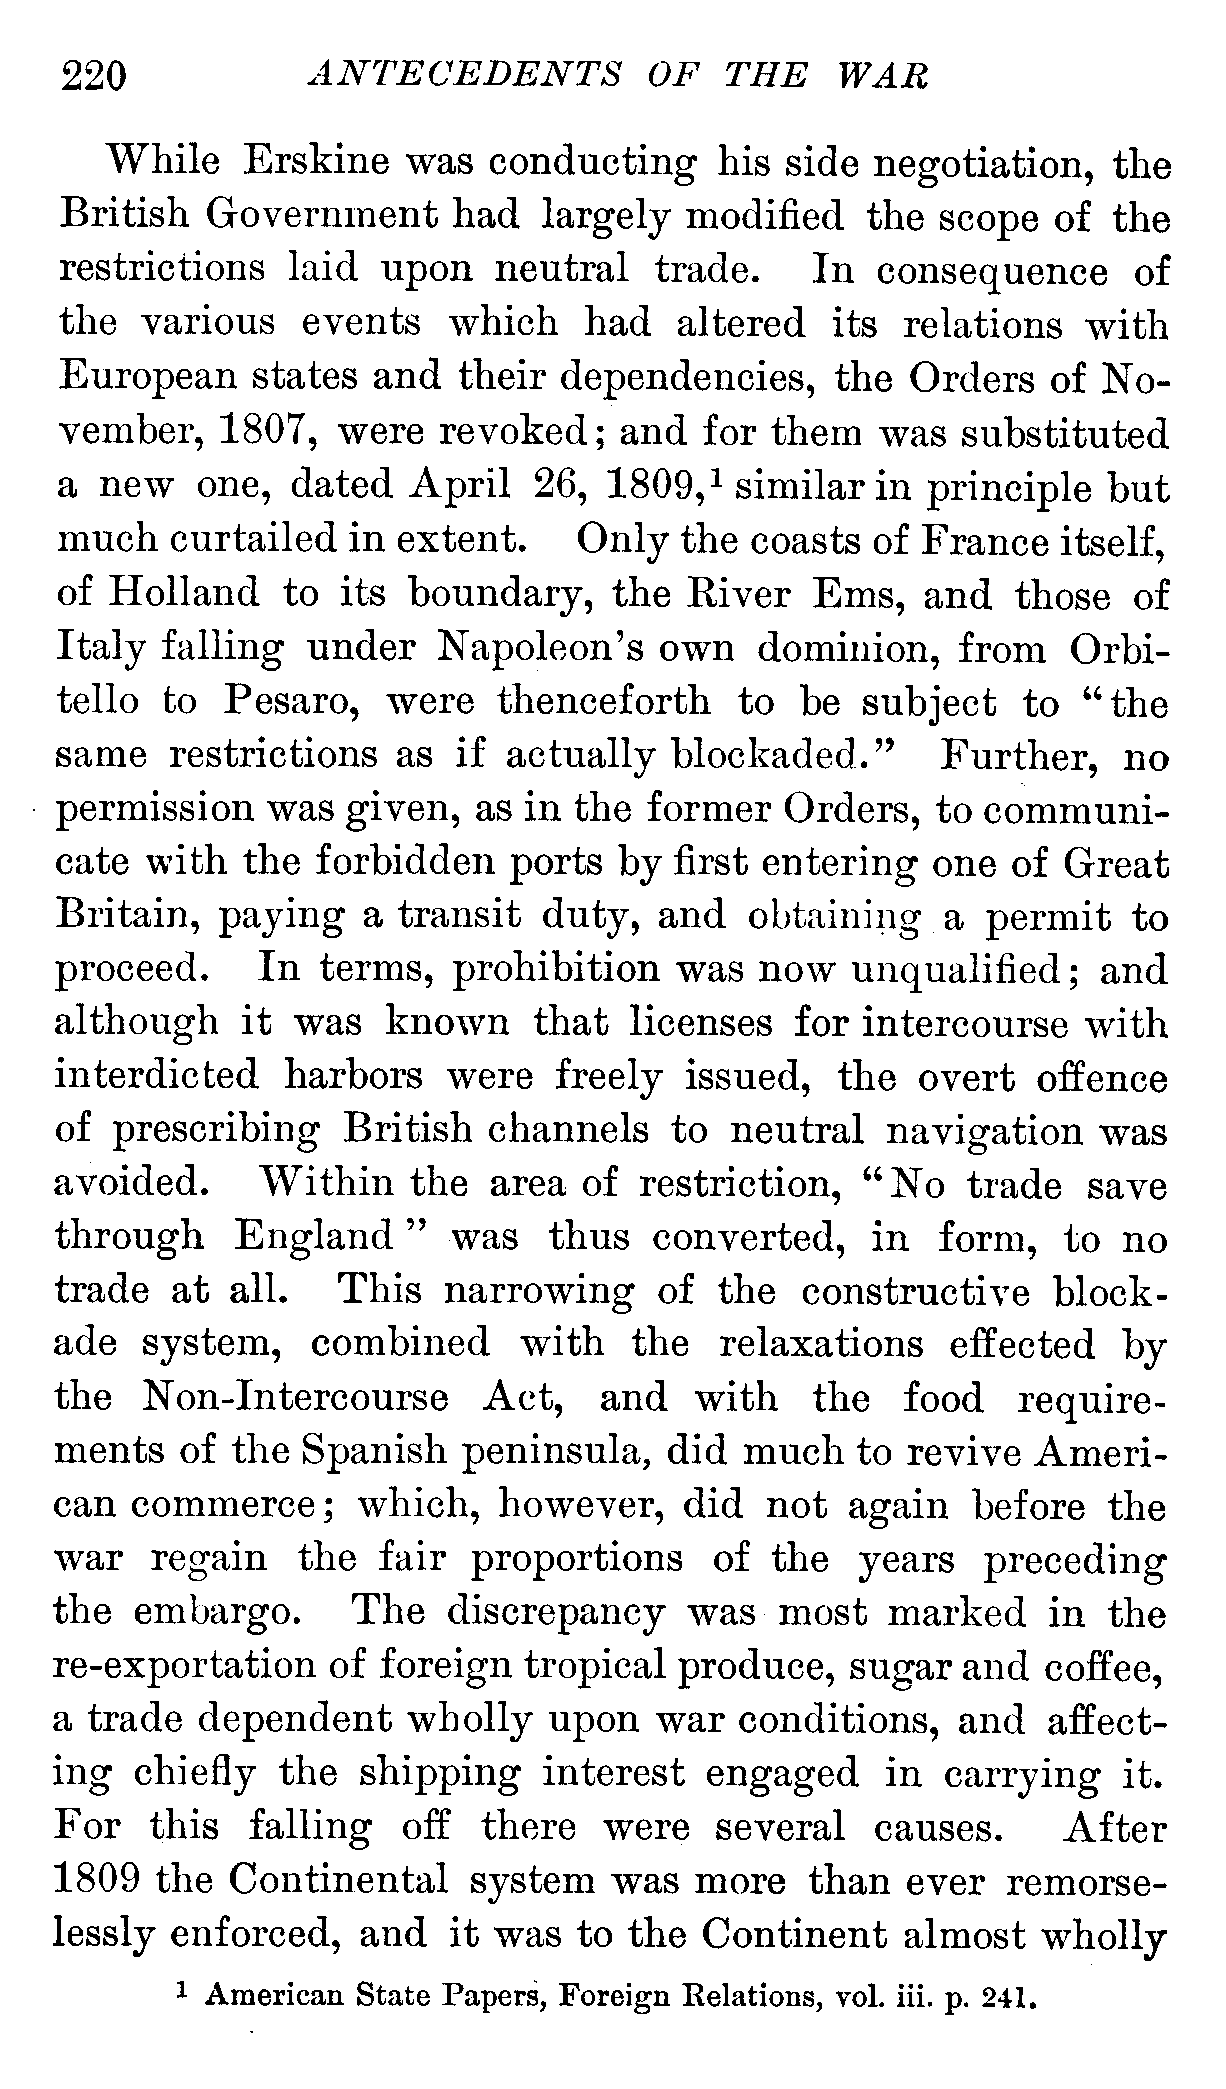 220 ANTECEDENTS OF THE WAR
While Erskine was conducting his side negotiation, the
British Government had largely modified the scope of the
restrictions laid upon neutral trade. In consequence of
the various events which had altered its relations with
European states and their dependencies, the Orders of No-
vember, 1807, were revoked; and for them was substituted
a new one, dated April 26, 1809,¹ similar in principle but
much curtailed in extent. Only the coasts of France itself,
of Holland to its boundary, the River Ems, and those of
Italy falling under Napoleon's own dominion, from Orbi-
tello to Pesaro, were thenceforth to be subject to "the
same restrictions as if actually blockaded." Further, no
permission was given, as in the former Orders, to communi-
cate with the forbidden ports by first entering one of Great
Britain, paying a transit duty, and obtaining a permit to
proceed. In terms, prohibition was now unqualified; and
although it was known that licenses for intercourse with
interdicted harbors were freely issued, the overt offence
of prescribing British channels to neutral navigation was
avoided. Within the area of restriction, "No trade save
through England" was thus converted, in form, to no
trade at all. This narrowing of the constructive block-
ade system, combined with the relaxations effected by
the Non-Intercourse Act, and with the food require-
ments of the Spanish peninsula, did much to revive Ameri-
can commerce; which, however, did not again before the
war regain the fair proportions of the years preceding
the embargo. The discrepancy was most marked in the
re-exportation of foreign tropical produce, sugar and coffee,
a trade dependent wholly upon war conditions, and affect-
ing chiefly the shipping interest engaged in carrying it.
For this falling off there were several causes. After
1809 the Continental system was more than ever remorse-
lessly enforced, and it was to the Continent almost wholly
¹ American State Papers, Foreign Relations, vol. iii. p. 241.